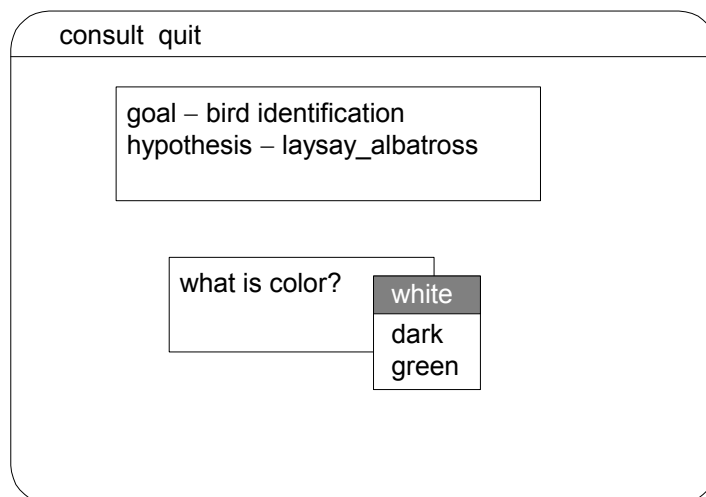 consult quit
goal – bird identification
hypothesis – laysay_albatross
what is color?
white
dark
green